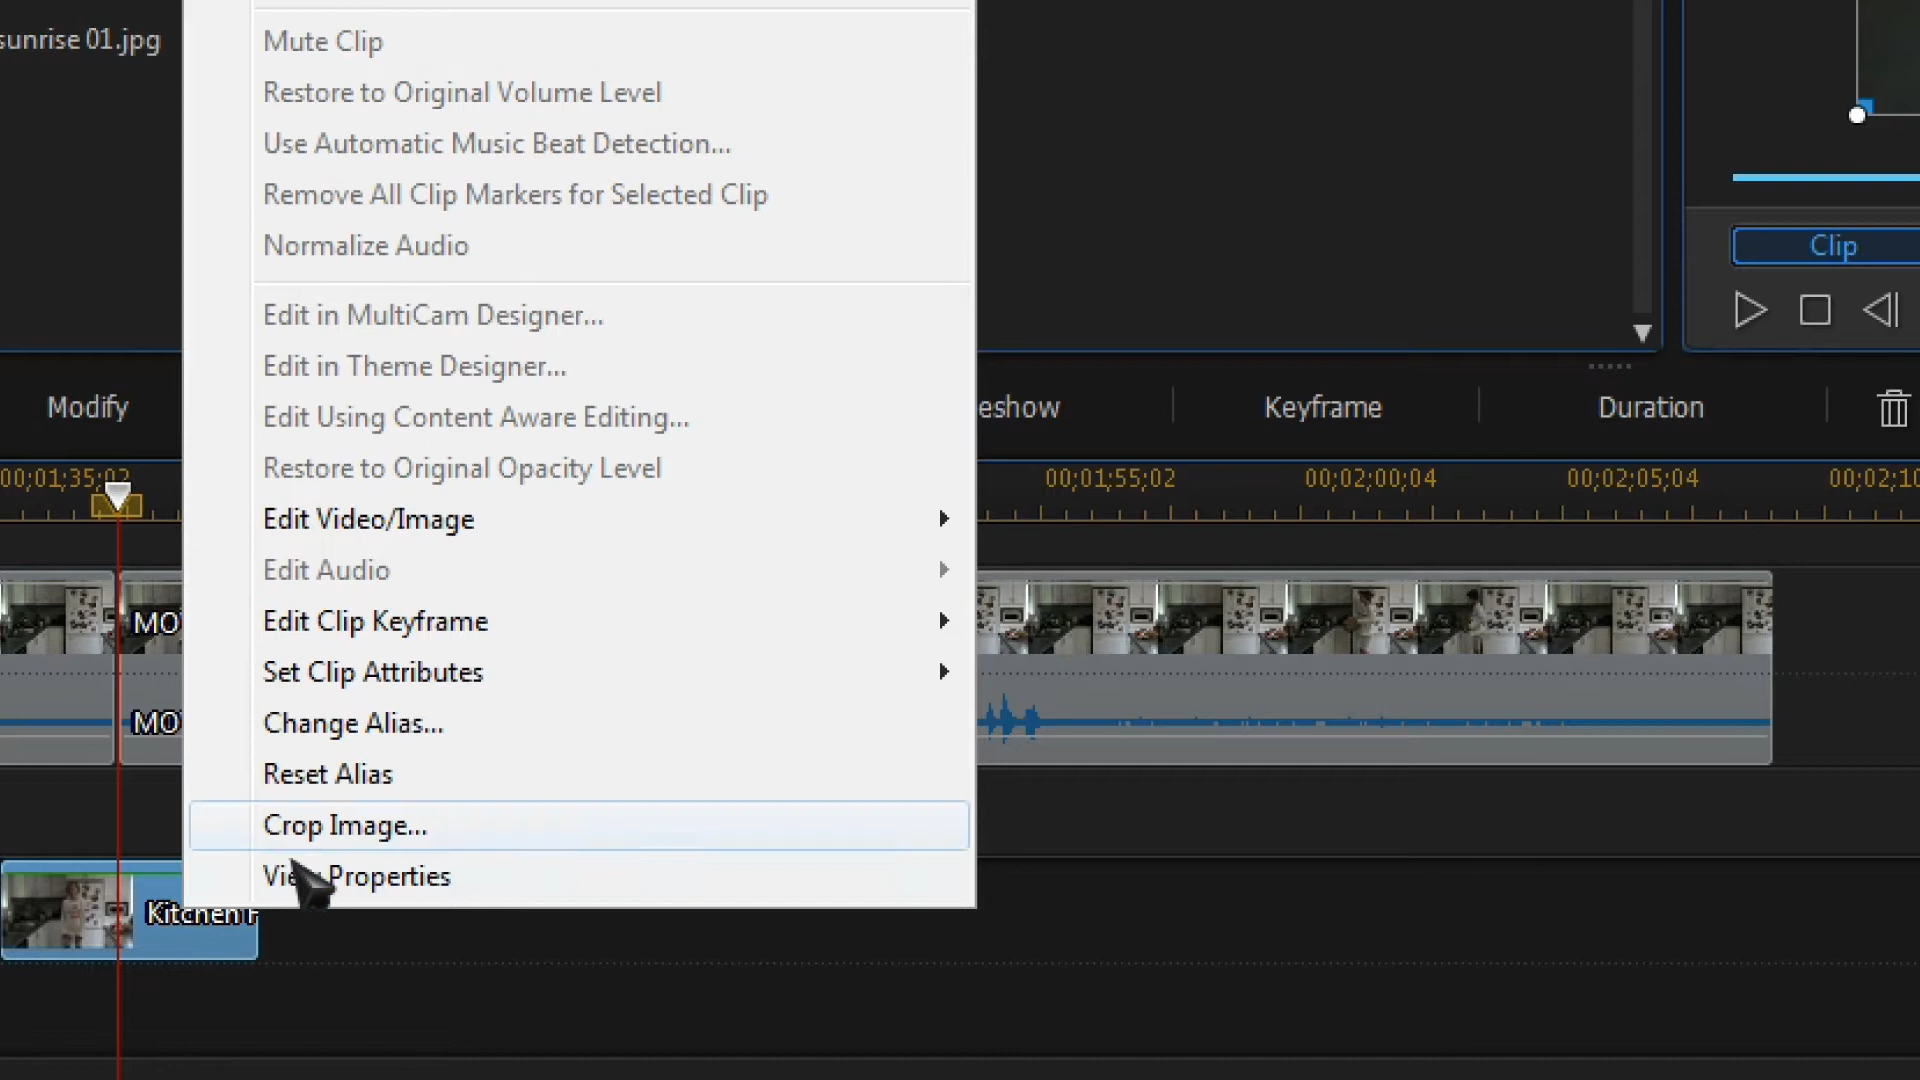 sunrise 01.jpg
Mute Clip
Restore to Original Volume Level
Use Automatic Music Beat Detection...
Remove All Clip Markers for Selected Clip
Normalize Audio
Clip
Edit in MultiCam Designer...
Edit in Theme Designer...
Edit Using Content Aware Editing...
Restore to Original Opacity Level
Modify
eshow
Keyframe
Duration
00;01;35;02
00;01;55;02
00;02;00;04
00;02;05;04
00;02;10
Edit Video/Image
Edit Audio
Edit Clip Keyframe
Set Clip Attributes
Change Alias...
Reset Alias
Crop Image...
View Properties
MO
MO
Kitchen